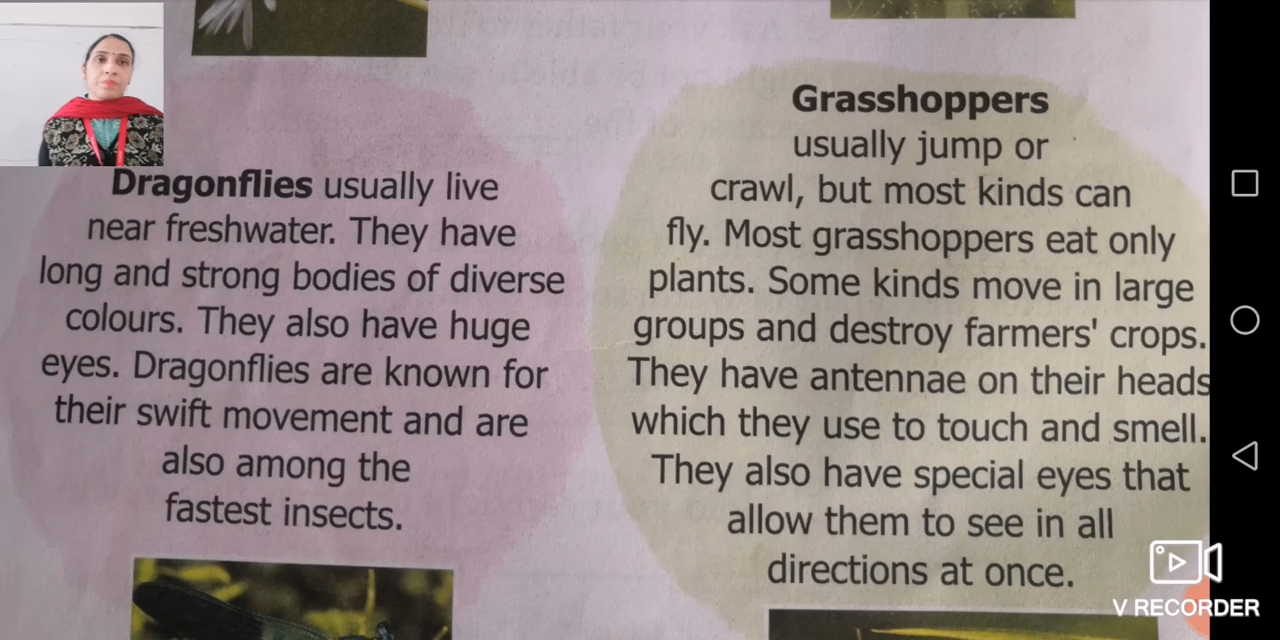 Dragonflies usually live
near freshwater. They have
long and strong bodies of diverse
colours. They also have huge
eyes. Dragonflies are known for
their swift movement and are
also among the
fastest insects.
Grasshoppers
usually jump or
crawl, but most kinds can
fly. Most grasshoppers eat only
plants. Some kinds move in large
groups and destroy farmers' crops.
They have antennae on their heads
which they use to touch and smell.
They also have special eyes that
allow them to see in all
directions at once.
V RECORDER